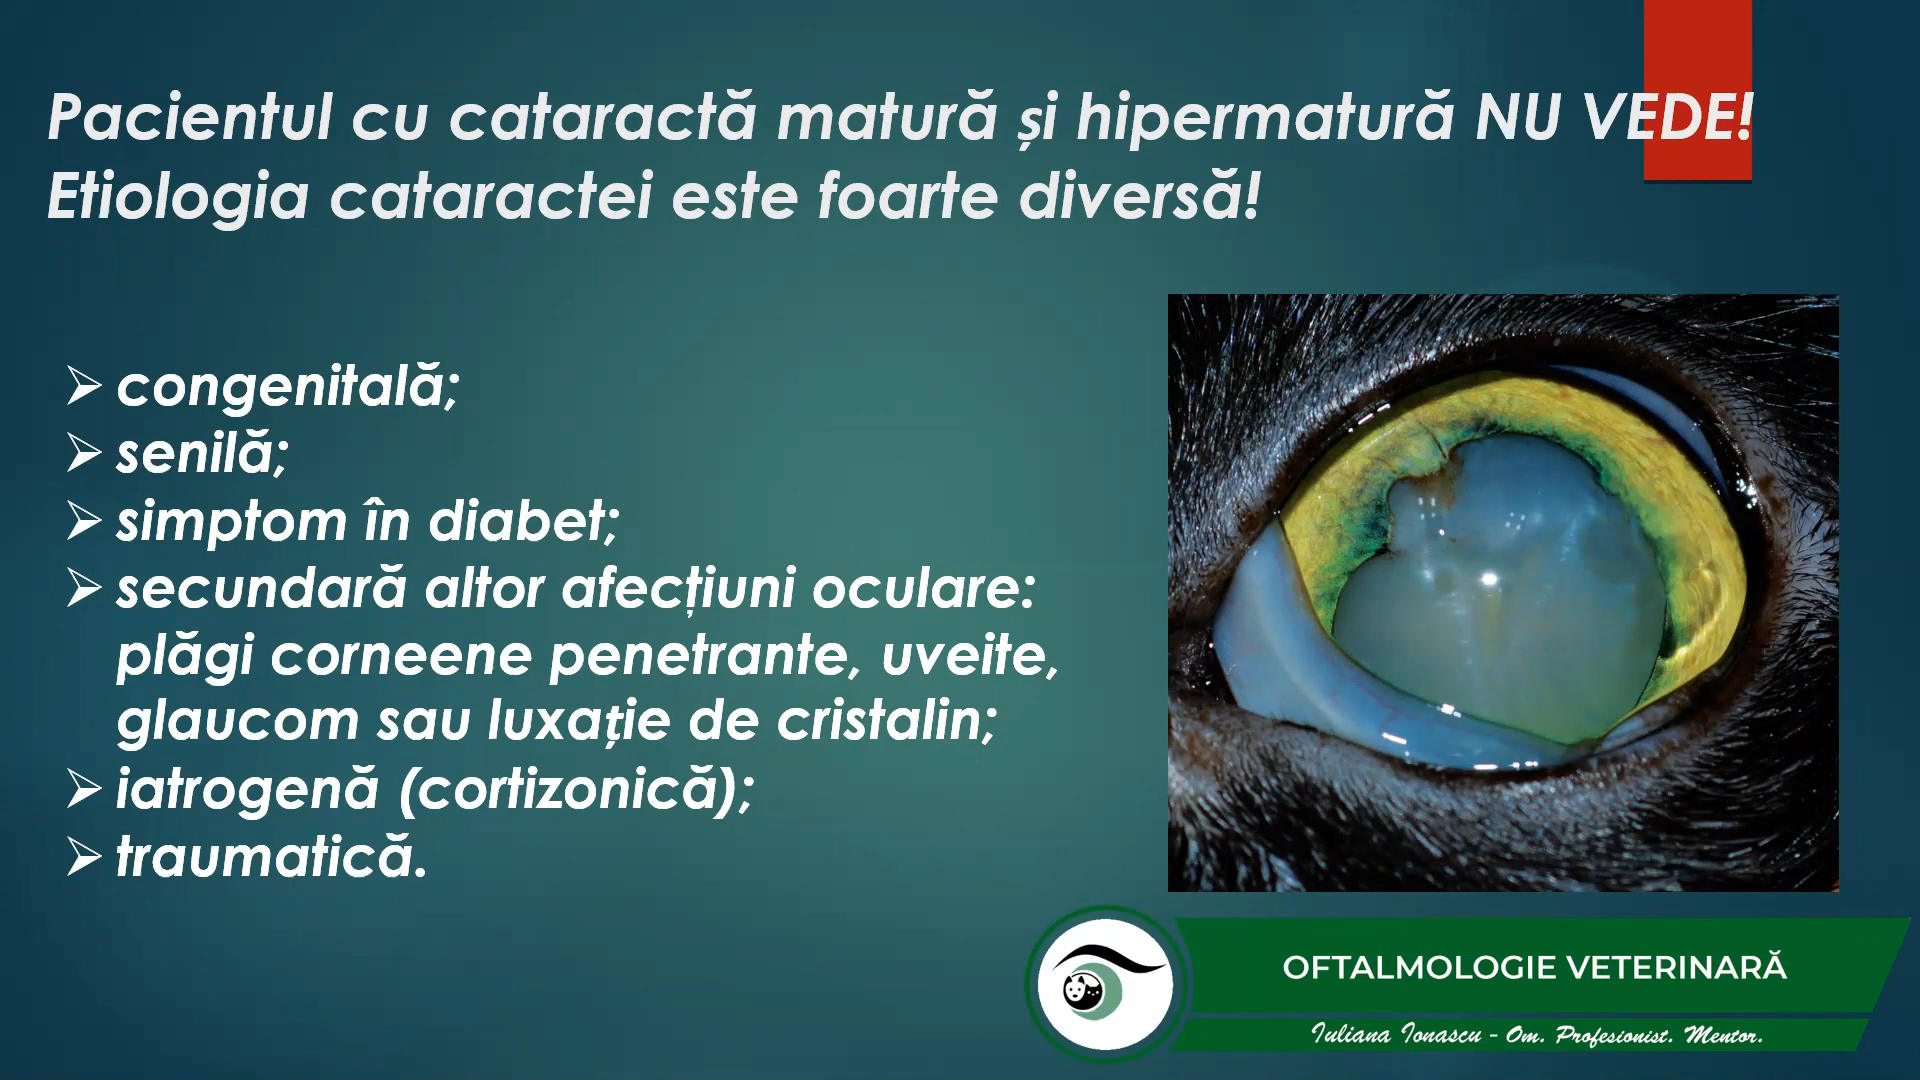 Pacientul cu cataractă matură și hipermatură NU VEDE!
Etiologia cataractei este foarte diversă!
➢ congenitală;
➢ senilă;
➢ simptom în diabet;
➢ secundară altor afecțiuni oculare:
plăgi corneene penetrante, uveite,
glaucom sau luxație de cristalin;
➢ iatrogenă (cortizonică);
➢ traumatică.
OFTALMOLOGIE VETERINARĂ
Iuliana Ionascu - Om. Profesionist. Mentor.